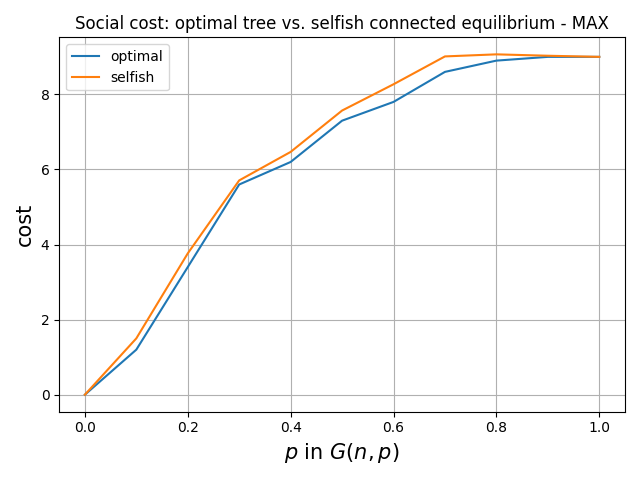 Social cost: optimal tree vs. selfish connected equilibrium - MAX
optimal
selfish
8
6
4
2
0
cost
0.0 0.2 0.4 0.6 0.8 1.0
p in G(n, p)